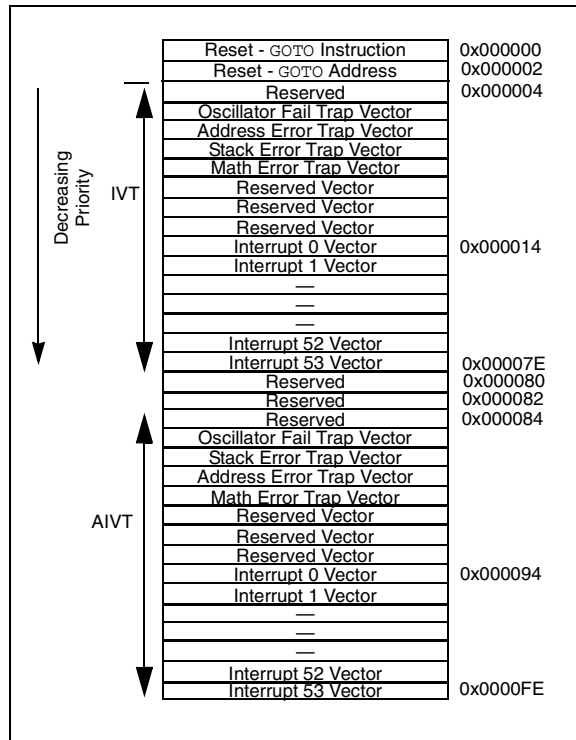 Reset - GOTO Instruction 0x000000
Reset - GOTO Address 0x000002
Reserved 0x000004
Oscillator Fail Trap Vector
Address Error Trap Vector
Stack Error Trap Vector
Math Error Trap Vector
Reserved Vector
Reserved Vector
Reserved Vector
Interrupt 0 Vector 0x000014
Interrupt 1 Vector
—
—
—
Interrupt 52 Vector
Interrupt 53 Vector 0x00007E
Reserved 0x000080
Reserved 0x000082
Reserved 0x000084
Oscillator Fail Trap Vector
Stack Error Trap Vector
Address Error Trap Vector
Math Error Trap Vector
Reserved Vector
Reserved Vector
Reserved Vector
Interrupt 0 Vector 0x000094
Interrupt 1 Vector
—
—
—
Interrupt 52 Vector
Interrupt 53 Vector 0x0000FE
Decreasing
Priority
IVT
AIVT